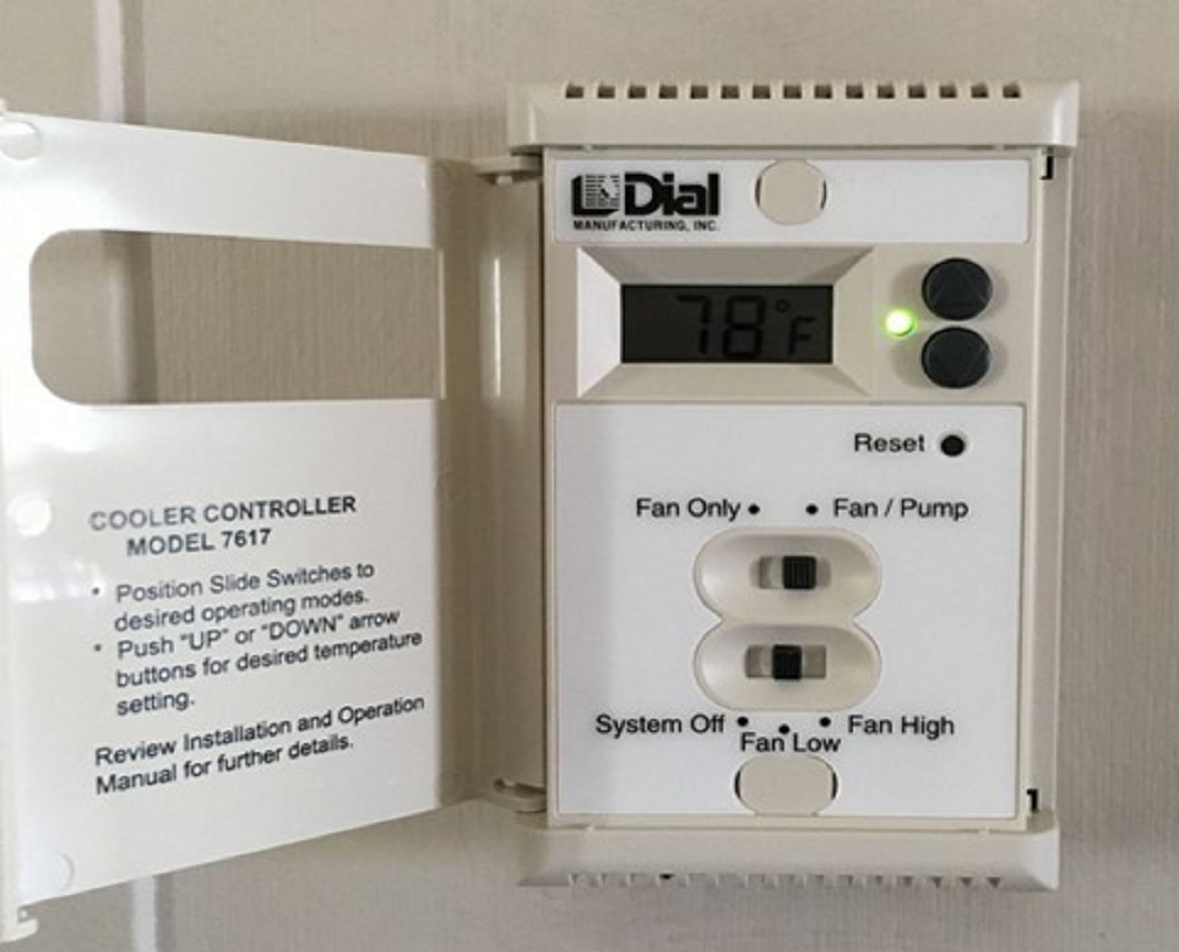 COOLER CONTROLLER
MODEL 7617
• Position Slide Switches to
desired operating modes.
• Push "UP" or "DOWN" arrow
buttons for desired temperature
setting.
Review Installation and Operation
Manual for further details.
Dial
MANUFACTURING, INC.
78°F
Reset
Fan Only • • Fan / Pump
System Off • • Fan High
Fan Low